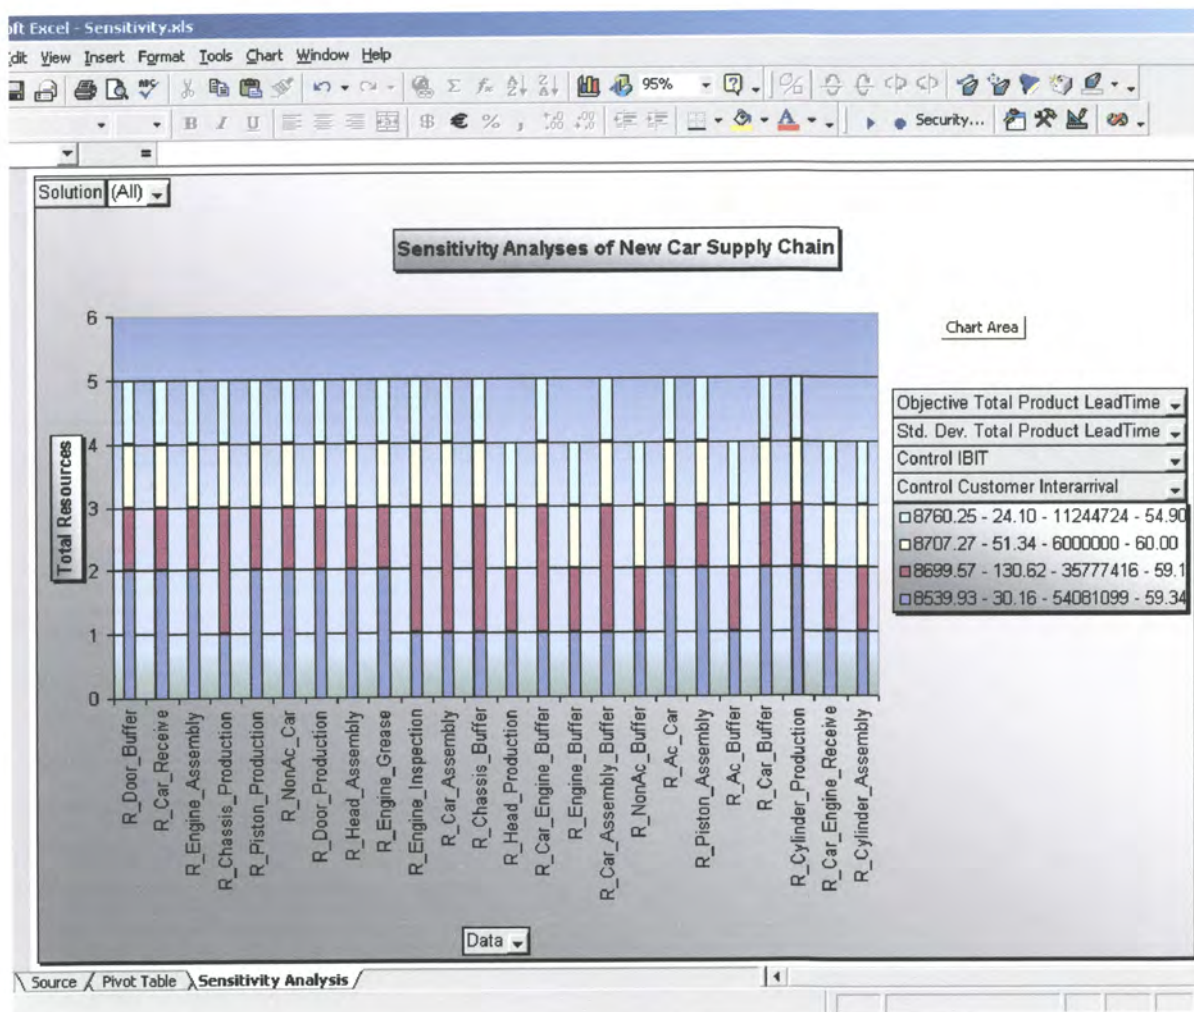 oft Excel - Sensitivity.xls
Edit View Insert Format Tools Chart Window Help
95%
B I U $ € % , Security...
=
Solution (All)
Sensitivity Analyses of New Car Supply Chain
Chart Area
Total Resources
6
5
4
3
2
1
0
Objective Total Product LeadTime
Std. Dev. Total Product LeadTime
Control IBIT
Control Customer Interarrival
8760.25 - 24.10 - 11244724 - 54.90
8707.27 - 51.34 - 6000000 - 60.00
8699.57 - 130.62 - 35777416 - 59.1
8539.93 - 30.16 - 54081099 - 59.34
R_Door_Buffer
R_Car_Receive
R_Engine_Assembly
R_Chassis_Production
R_Piston_Production
R_NonAc_Car
R_Door_Production
R_Head_Assembly
R_Engine_Grease
R_Engine_Inspection
R_Car_Assembly
R_Chassis_Buffer
R_Head_Production
R_Car_Engine_Buffer
R_Engine_Buffer
R_Car_Assembly_Buffer
R_NonAc_Buffer
R_Ac_Car
R_Piston_Assembly
R_Ac_Buffer
R_Car_Buffer
R_Cylinder_Production
R_Car_Engine_Receive
R_Cylinder_Assembly
Data
Source Pivot Table Sensitivity Analysis